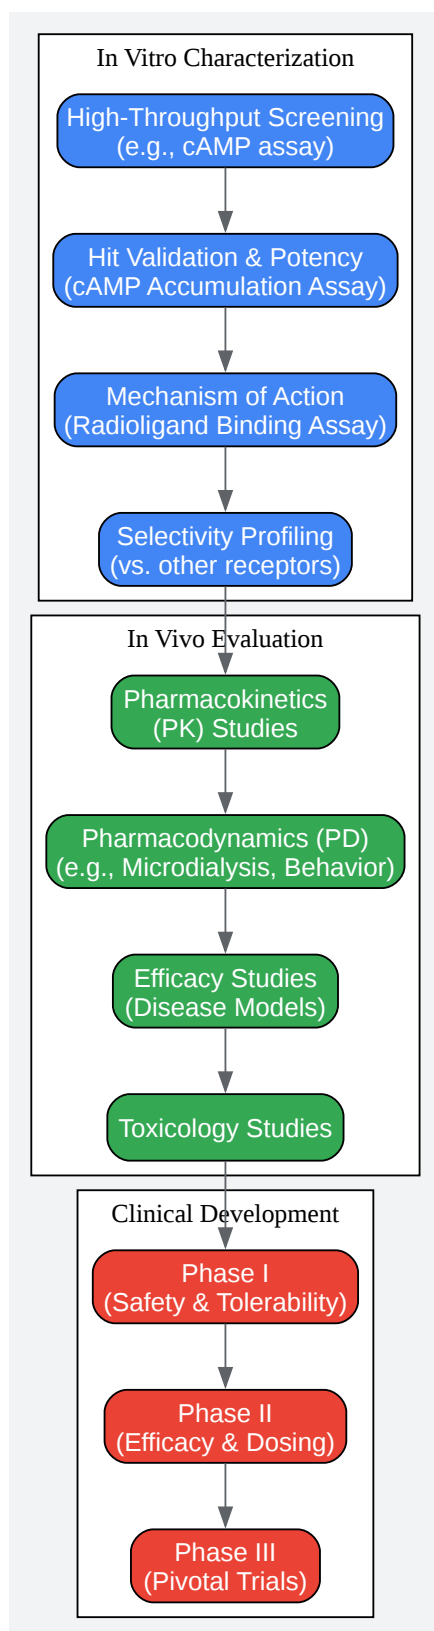 In Vitro Characterization
High-Throughput Screening
(e.g., cAMP assay)
Hit Validation & Potency
(cAMP Accumulation Assay)
Mechanism of Action
(Radioligand Binding Assay)
Selectivity Profiling
(vs. other receptors)
In Vivo Evaluation
Pharmacokinetics
(PK) Studies
Pharmacodynamics (PD)
(e.g., Microdialysis, Behavior)
Efficacy Studies
(Disease Models)
Toxicology Studies
Clinical Development
Phase I
(Safety & Tolerability)
Phase II
(Efficacy & Dosing)
Phase III
(Pivotal Trials)